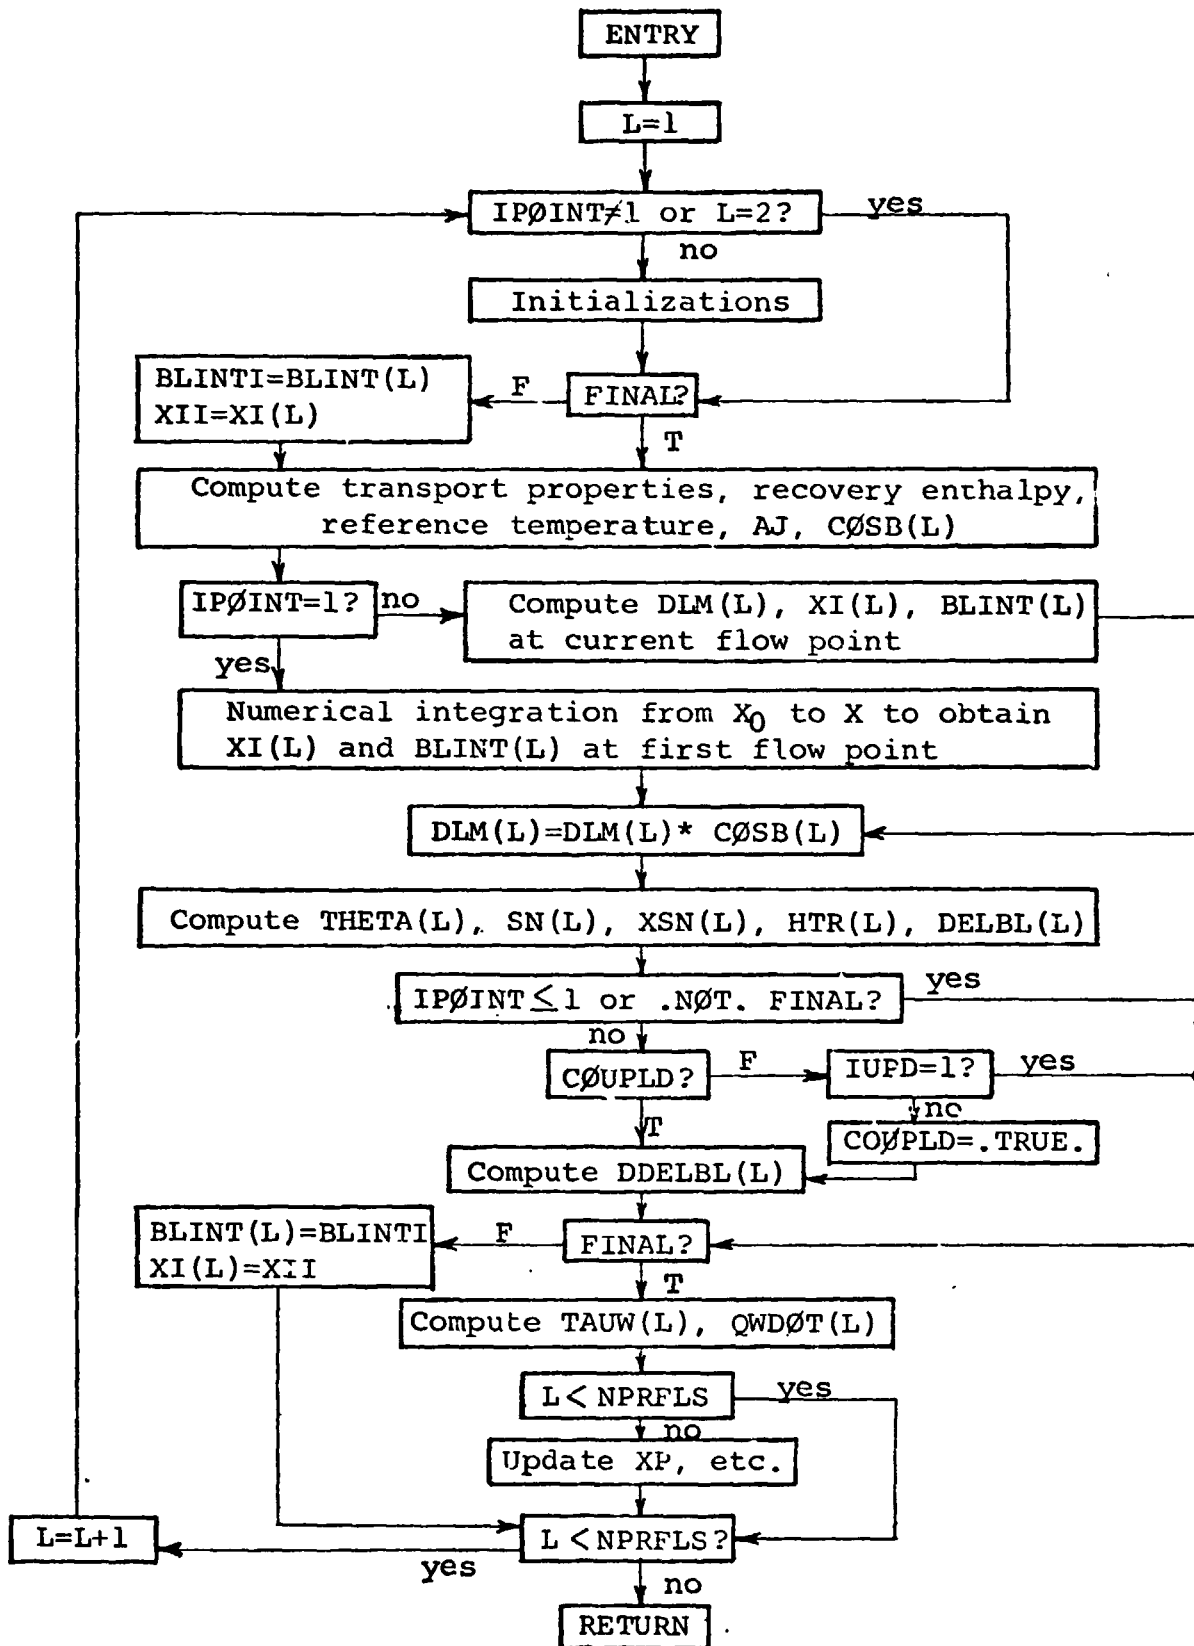 ENTRY
L=1
IPØINT≠1 or L=2?
yes
no
Initializations
BLINTI=BLINT(L)
XII=XI(L)
F
FINAL?
T
Compute transport properties, recovery enthalpy,
reference temperature, AJ, CØSB(L)
IPØINT=1?
no
Compute DLM(L), XI(L), BLINT(L)
at current flow point
yes
Numerical integration from X0 to X to obtain
XI(L) and BLINT(L) at first flow point
DLM(L)=DLM(L)* CØSB(L)
Compute THETA(L), SN(L), XSN(L), HTR(L), DELBL(L)
IPØINT≤1 or .NØT. FINAL?
yes
no
CØUPLD?
F
IUPD=1?
yes
no
T
COØPLD=.TRUE.
Compute DDELBL(L)
BLINT(L)=BLINTI
XI(L)=XII
F
FINAL?
T
Compute TAUW(L), QWDØT(L)
L< NPRFLS
yes
no
Update XP, etc.
L=L+1
L<NPRFLS?
yes
no
RETURN